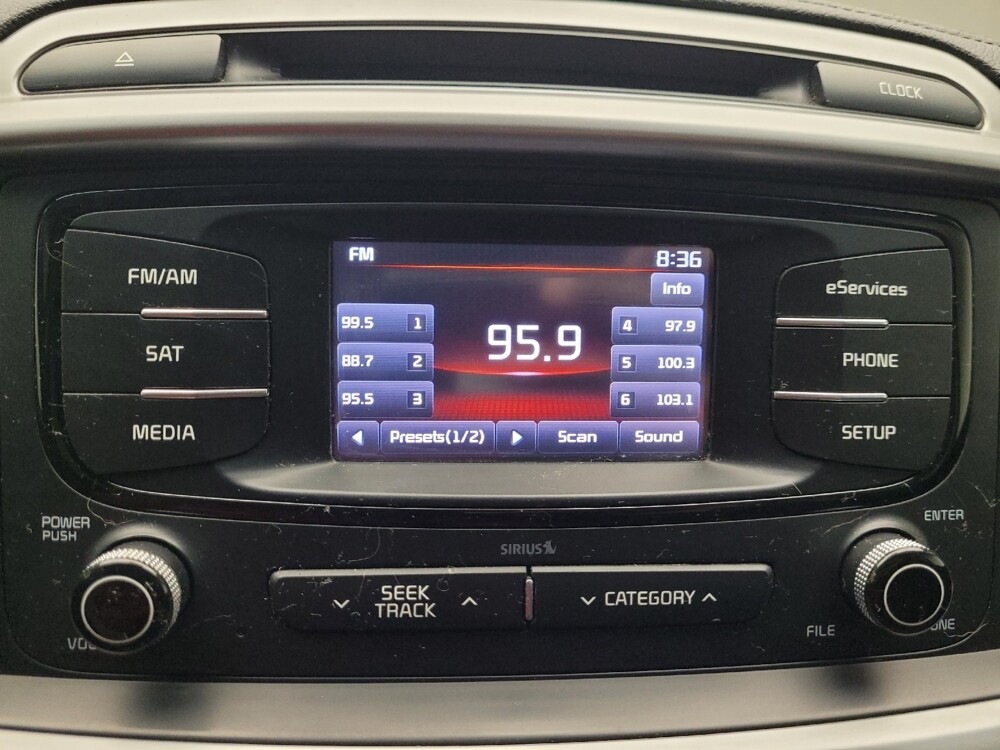 CLOCK
FM/AM
SAT
MEDIA
FM
8:36
Info
99.5 1
88.7 2
95.5 3
95.9
4 97.9
5 100.3
6 103.1
Presets(1/2)
Scan
Sound
eServices
PHONE
SETUP
POWER
PUSH
SIRIUS
ENTER
SEEK
TRACK
CATEGORY
FILE